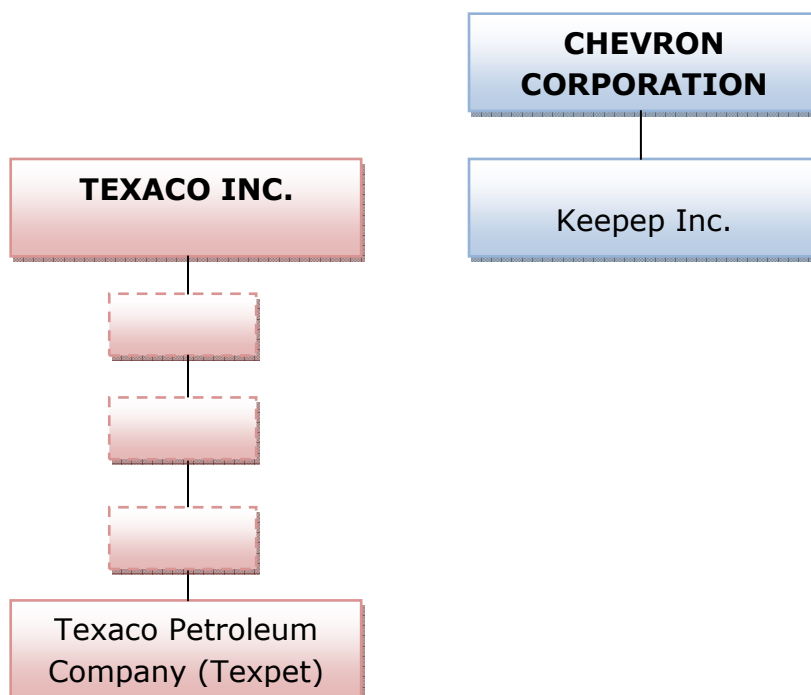 CHEVRON
CORPORATION
TEXACO INC.
Keepep Inc.
Texaco Petroleum
Company (Texpet)